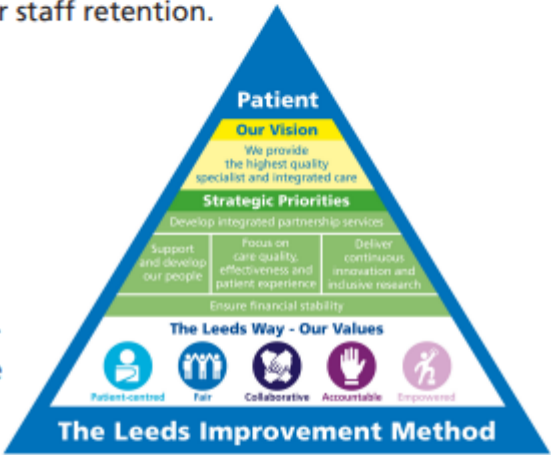 r staff retention.
Patient
Our Vision
We provide
the highest quality
specialist and integrated care
Strategic Priorities
Develop integrated partnership services
Support
and develop
our people
Focus on
care quality,
effectiveness and
patient experience
Deliver
continuous
innovation and
inclusive research
Ensure financial stability
The Leeds Way - Our Values
Patient-centred
Fair
Collaborative
Accountable
Empowered
The Leeds Improvement Method